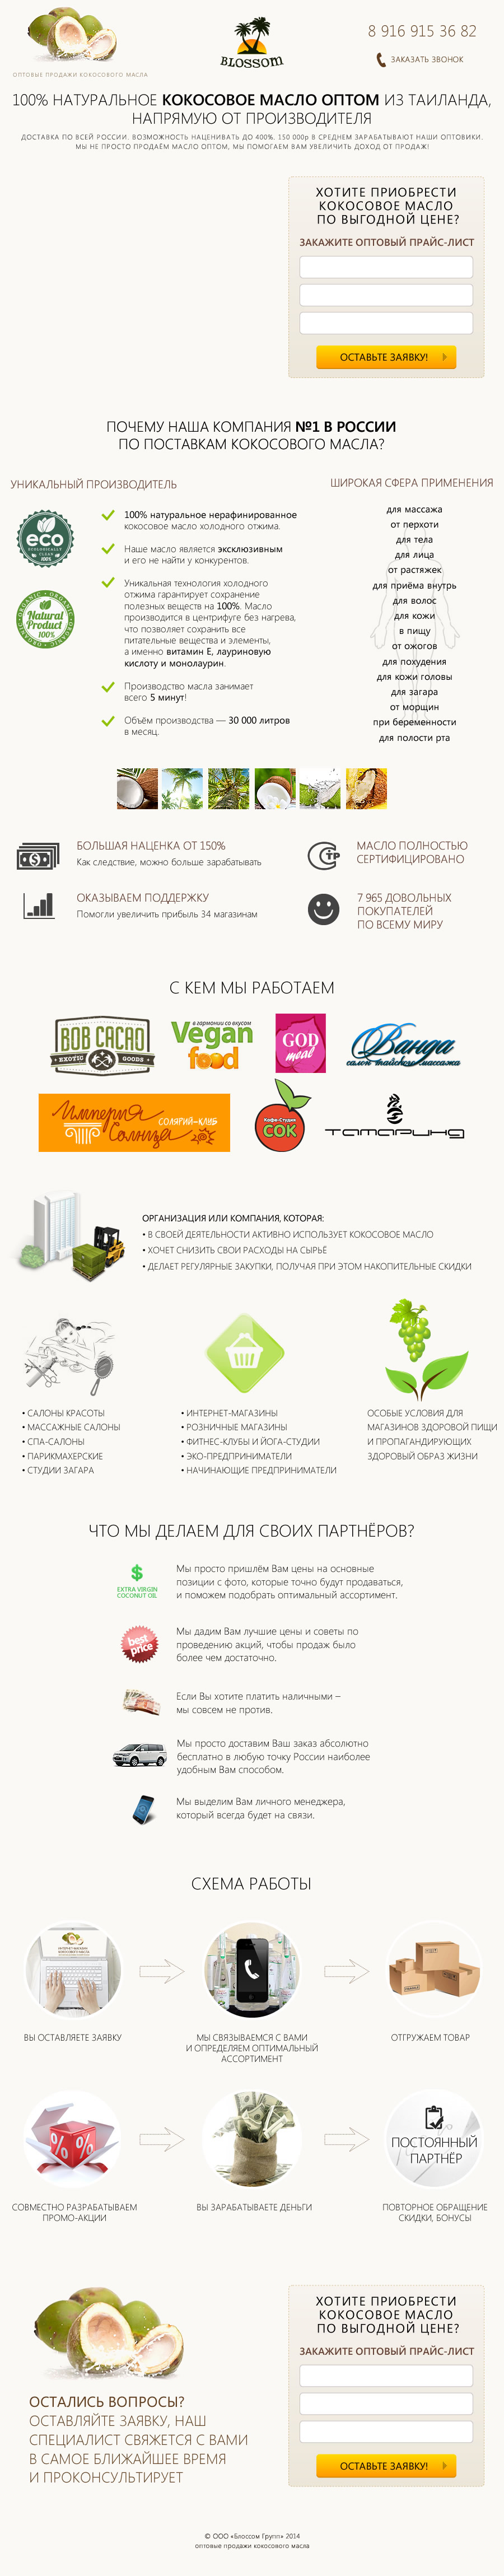 ОПТОВЫЕ ПРОДАЖИ КОКОСОВОГО МАСЛА
BLOSSOM
8 916 915 36 82
ЗАКАЗАТЬ ЗВОНОК
100% НАТУРАЛЬНОЕ КОКОСОВОЕ МАСЛО ОПТОМ ИЗ ТАИЛАНДА,
НАПРЯМУЮ ОТ ПРОИЗВОДИТЕЛЯ
ДОСТАВКА ПО ВСЕЙ РОССИИ. ВОЗМОЖНОСТЬ НАЦЕНИВАТЬ ДО 400%. 150 000р В СРЕДНЕМ ЗАРАБАТЫВАЮТ НАШИ ОПТОВИКИ.
МЫ НЕ ПРОСТО ПРОДАЁМ МАСЛО ОПТОМ, МЫ ПОМОГАЕМ ВАМ УВЕЛИЧИТЬ ДОХОД ОТ ПРОДАЖ!
ХОТИТЕ ПРИОБРЕСТИ
КОКОСОВОЕ МАСЛО
ПО ВЫГОДНОЙ ЦЕНЕ?
ЗАКАЖИТЕ ОПТОВЫЙ ПРАЙС-ЛИСТ
ОСТАВЬТЕ ЗАЯВКУ!
ПОЧЕМУ НАША КОМПАНИЯ №1 В РОССИИ
ПО ПОСТАВКАМ КОКОСОВОГО МАСЛА?
УНИКАЛЬНЫЙ ПРОИЗВОДИТЕЛЬ
eco
ECOLOGICALLY
CLEAN
100%
ORGANIC
Natural
Product
100%
ORGANIC
100% натуральное нерафинированное
кокосовое масло холодного отжима.
Наше масло является эксклюзивным
и его не найти у конкурентов.
Уникальная технология холодного
отжима гарантирует сохранение
полезных веществ на 100%. Масло
производится в центрифуге без нагрева,
что позволяет сохранить все
питательные вещества и элементы,
а именно витамин Е, лауриновую
кислоту и монолаурин.
Производство масла занимает
всего 5 минут!
Объём производства — 30 000 литров
в месяц.
ШИРОКАЯ СФЕРА ПРИМЕНЕНИЯ
для массажа
от перхоти
для тела
для лица
от растяжек
для приёма внутрь
для волос
для кожи
в пищу
от ожогов
для похудения
для кожи головы
для загара
от морщин
при беременности
для полости рта
БОЛЬШАЯ НАЦЕНКА ОТ 150%
Как следствие, можно больше зарабатывать
МАСЛО ПОЛНОСТЬЮ
СЕРТИФИЦИРОВАНО
ОКАЗЫВАЕМ ПОДДЕРЖКУ
Помогли увеличить прибыль 34 магазинам
7 965 ДОВОЛЬНЫХ
ПОКУПАТЕЛЕЙ
ПО ВСЕМУ МИРУ
С КЕМ МЫ РАБОТАЕМ
BOB CACAO
EXOTIC GOODS
в гармонии со вкусом
Vegan
food
GOD
meal
Ванда
салон тайского массажа
Империя
Солнца
СОЛЯРИЙ-КЛУБ
Кофе-Студия
СОК
ТАТАРИНЦ
ОРГАНИЗАЦИЯ ИЛИ КОМПАНИЯ, КОТОРАЯ:
• В СВОЕЙ ДЕЯТЕЛЬНОСТИ АКТИВНО ИСПОЛЬЗУЕТ КОКОСОВОЕ МАСЛО
• ХОЧЕТ СНИЗИТЬ СВОИ РАСХОДЫ НА СЫРЬЁ
• ДЕЛАЕТ РЕГУЛЯРНЫЕ ЗАКУПКИ, ПОЛУЧАЯ ПРИ ЭТОМ НАКОПИТЕЛЬНЫЕ СКИДКИ
• САЛОНЫ КРАСОТЫ
• МАССАЖНЫЕ САЛОНЫ
• СПА-САЛОНЫ
• ПАРИКМАХЕРСКИЕ
• СТУДИИ ЗАГАРА
• ИНТЕРНЕТ-МАГАЗИНЫ
• РОЗНИЧНЫЕ МАГАЗИНЫ
• ФИТНЕС-КЛУБЫ И ЙОГА-СТУДИИ
• ЭКО-ПРЕДПРИНИМАТЕЛИ
• НАЧИНАЮЩИЕ ПРЕДПРИНИМАТЕЛИ
ОСОБЫЕ УСЛОВИЯ ДЛЯ
МАГАЗИНОВ ЗДОРОВОЙ ПИЩИ
И ПРОПАГАНДИРУЮЩИХ
ЗДОРОВЫЙ ОБРАЗ ЖИЗНИ
ЧТО МЫ ДЕЛАЕМ ДЛЯ СВОИХ ПАРТНЁРОВ?
$
EXTRA VIRGIN
COCONUT OIL
Мы просто пришлём Вам цены на основные
позиции с фото, которые точно будут продаваться,
и поможем подобрать оптимальный ассортимент.
best
price
Мы дадим Вам лучшие цены и советы по
проведению акций, чтобы продаж было
более чем достаточно.
Если Вы хотите платить наличными –
мы совсем не против.
Мы просто доставим Ваш заказ абсолютно
бесплатно в любую точку России наиболее
удобным Вам способом.
Мы выделим Вам личного менеджера,
который всегда будет на связи.
СХЕМА РАБОТЫ
ВЫ ОСТАВЛЯЕТЕ ЗАЯВКУ
МЫ СВЯЗЫВАЕМСЯ С ВАМИ
И ОПРЕДЕЛЯЕМ ОПТИМАЛЬНЫЙ
АССОРТИМЕНТ
ОТГРУЖАЕМ ТОВАР
% %
ПОСТОЯННЫЙ
ПАРТНЁР
СОВМЕСТНО РАЗРАБАТЫВАЕМ
ПРОМО-АКЦИИ
ВЫ ЗАРАБАТЫВАЕТЕ ДЕНЬГИ
ПОВТОРНОЕ ОБРАЩЕНИЕ
СКИДКИ, БОНУСЫ
ОСТАЛИСЬ ВОПРОСЫ?
ОСТАВЛЯЙТЕ ЗАЯВКУ, НАШ
СПЕЦИАЛИСТ СВЯЖЕТСЯ С ВАМИ
В САМОЕ БЛИЖАЙШЕЕ ВРЕМЯ
И ПРОКОНСУЛЬТИРУЕТ
ХОТИТЕ ПРИОБРЕСТИ
КОКОСОВОЕ МАСЛО
ПО ВЫГОДНОЙ ЦЕНЕ?
ЗАКАЖИТЕ ОПТОВЫЙ ПРАЙС-ЛИСТ
ОСТАВЬТЕ ЗАЯВКУ!
© ООО «Блоссом Групп» 2014
оптовые продажи кокосового масла